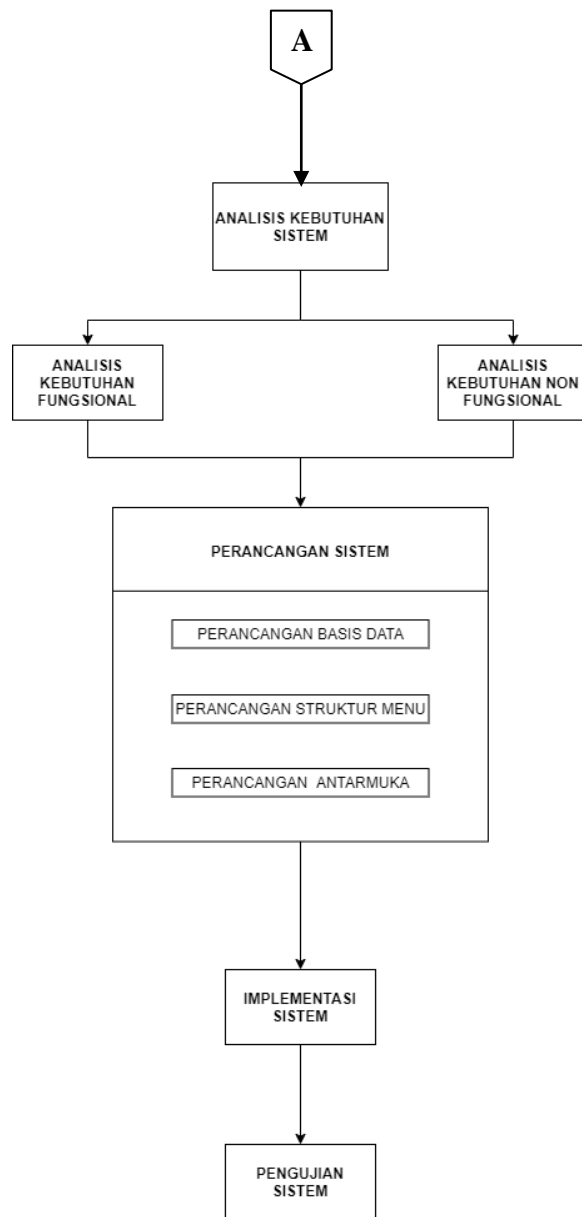 A
ANALISIS KEBUTUHAN
SISTEM
ANALISIS
KEBUTUHAN
FUNGSIONAL
ANALISIS
KEBUTUHAN NON
FUNGSIONAL
PERANCANGAN SISTEM
PERANCANGAN BASIS DATA
PERANCANGAN STRUKTUR MENU
PERANCANGAN ANTARMUKA
IMPLEMENTASI
SISTEM
PENGUJIAN
SISTEM